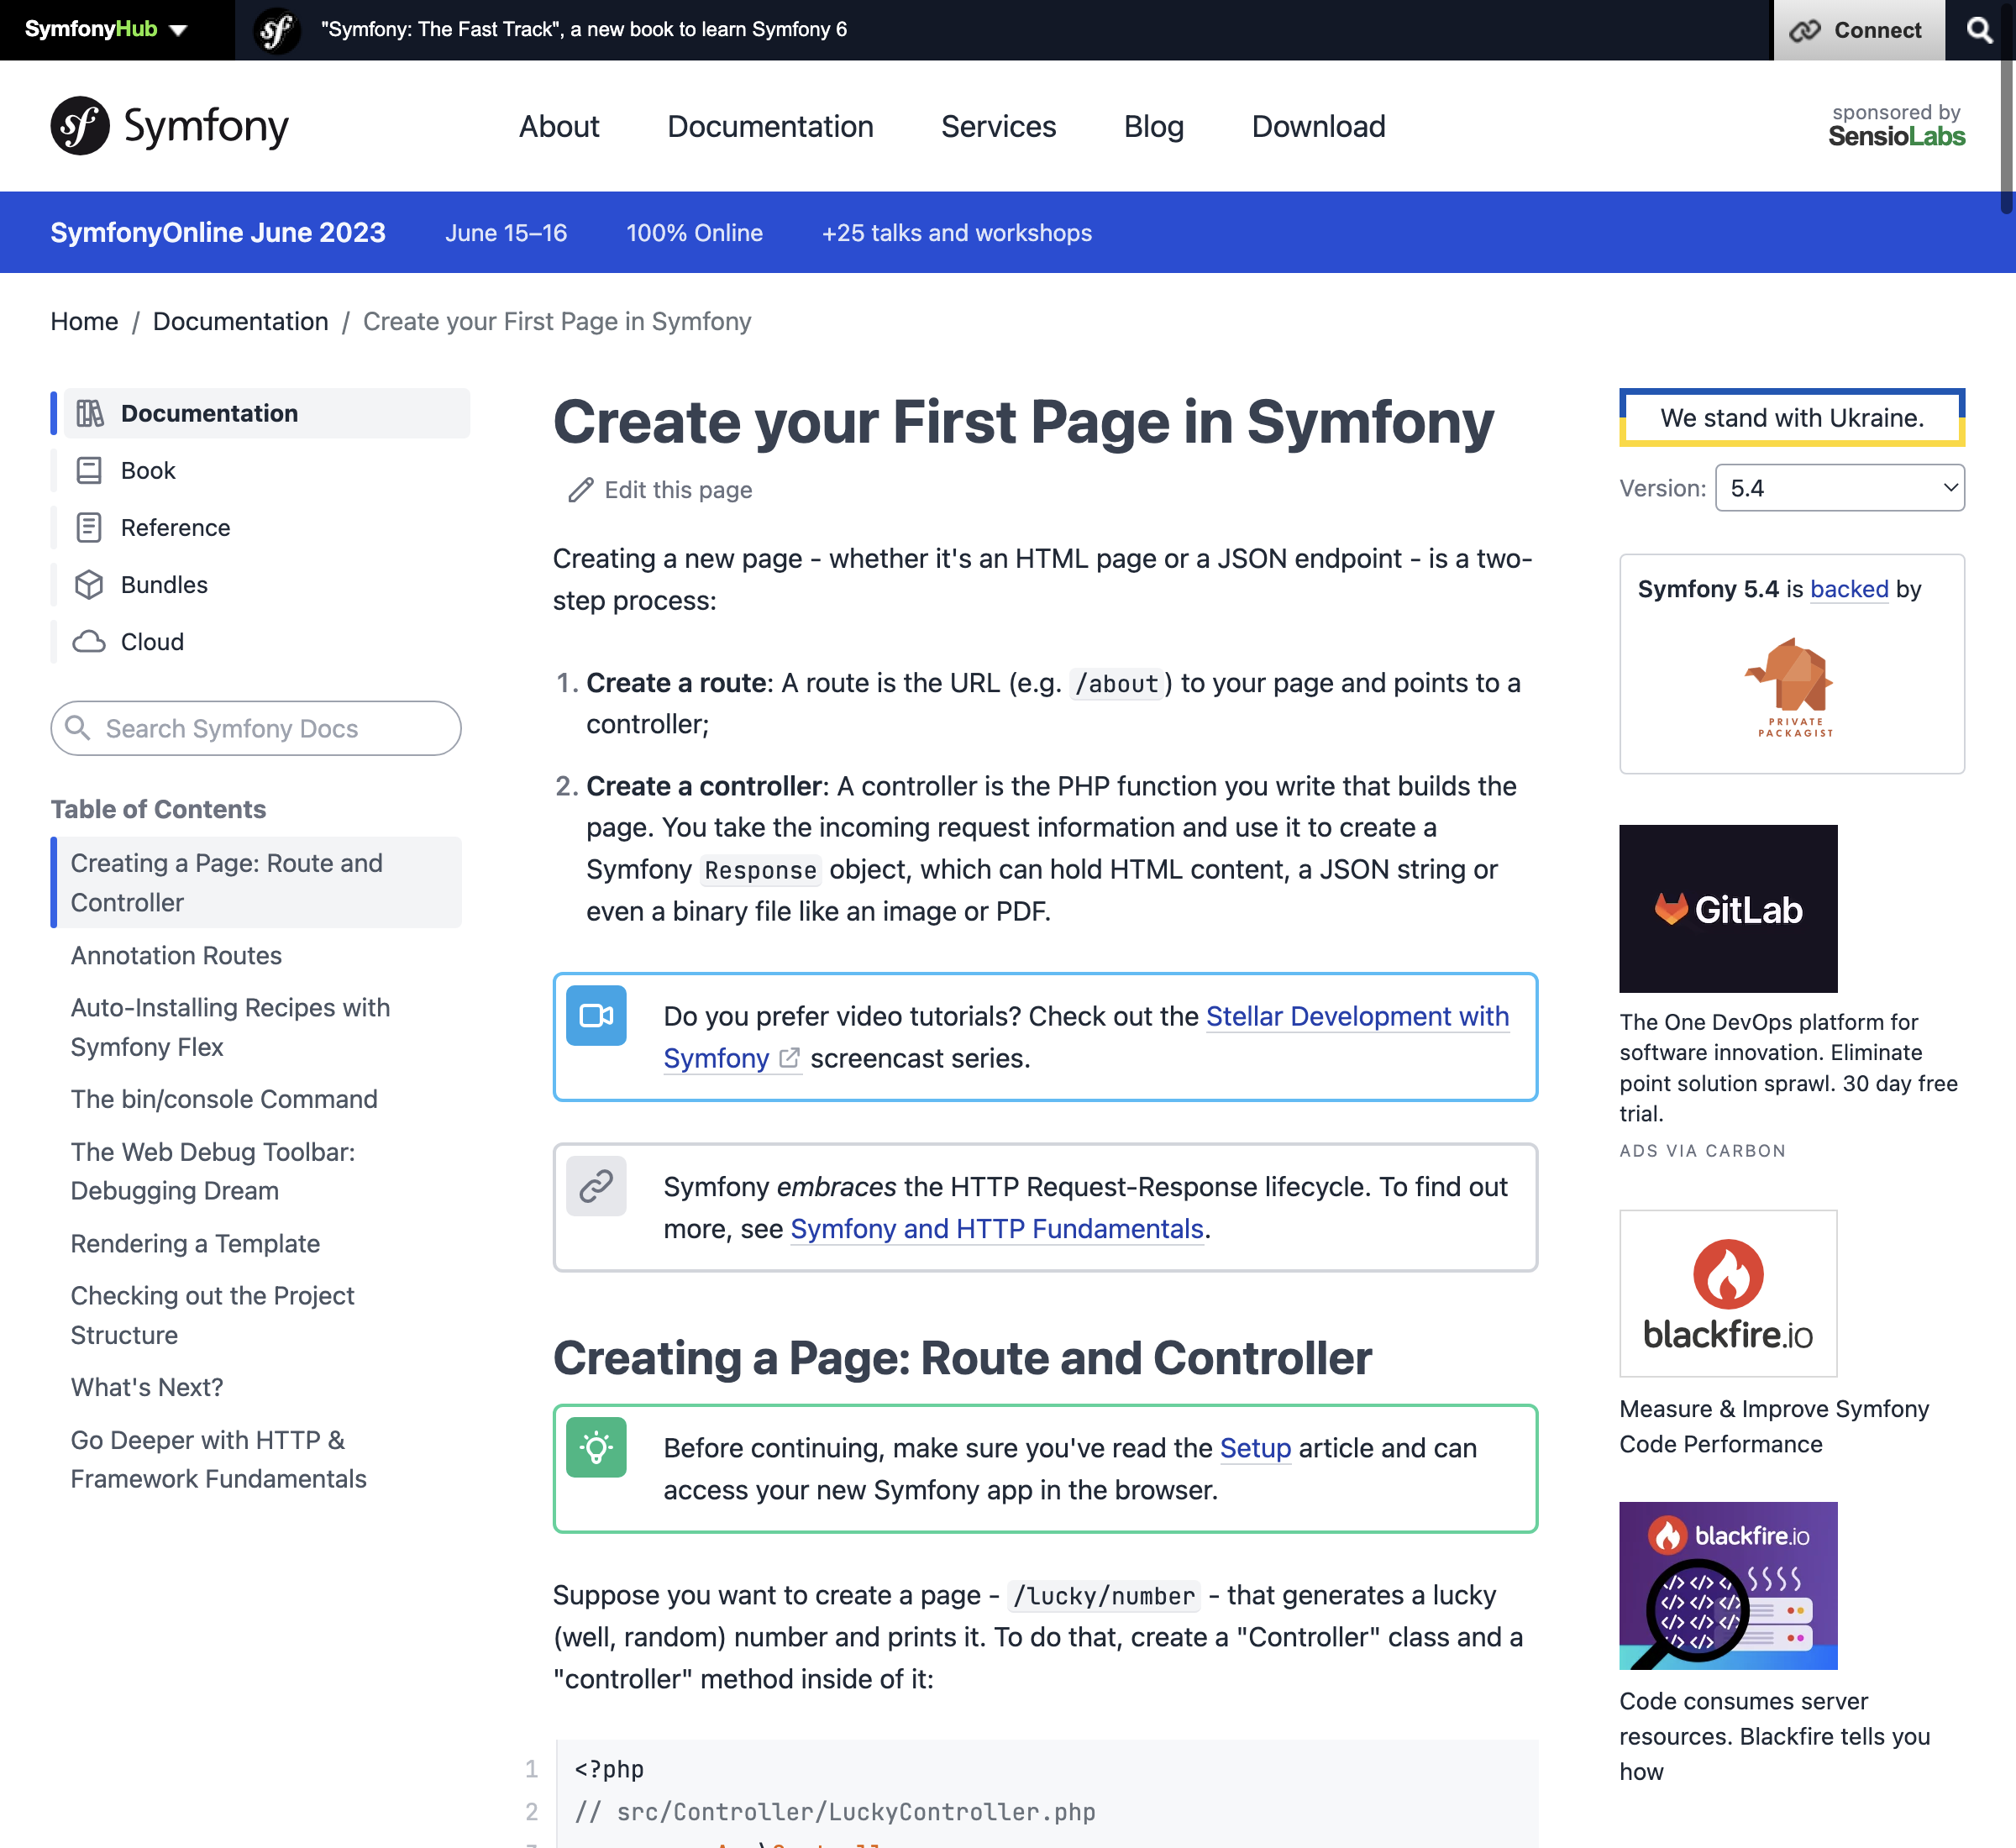 SymfonyHub
"Symfony: The Fast Track", a new book to learn Symfony 6
Connect
Symfony
About
Documentation
Services
Blog
Download
sponsored by
SensioLabs
SymfonyOnline June 2023
June 15–16
100% Online
+25 talks and workshops
Home / Documentation / Create your First Page in Symfony
Documentation
Book
Reference
Bundles
Cloud
Search Symfony Docs
Table of Contents
Creating a Page: Route and
Controller
Annotation Routes
Auto-Installing Recipes with
Symfony Flex
The bin/console Command
The Web Debug Toolbar:
Debugging Dream
Rendering a Template
Checking out the Project
Structure
What's Next?
Go Deeper with HTTP &
Framework Fundamentals
Create your First Page in Symfony
Edit this page
Creating a new page - whether it's an HTML page or a JSON endpoint - is a two-
step process:
1. Create a route: A route is the URL (e.g. /about) to your page and points to a
controller;
2. Create a controller: A controller is the PHP function you write that builds the
page. You take the incoming request information and use it to create a
Symfony Response object, which can hold HTML content, a JSON string or
even a binary file like an image or PDF.
Do you prefer video tutorials? Check out the Stellar Development with
Symfony screencast series.
Symfony embraces the HTTP Request-Response lifecycle. To find out
more, see Symfony and HTTP Fundamentals.
Creating a Page: Route and Controller
Before continuing, make sure you've read the Setup article and can
access your new Symfony app in the browser.
Suppose you want to create a page - /lucky/number - that generates a lucky
(well, random) number and prints it. To do that, create a "Controller" class and a
"controller" method inside of it:
1 <?php
2 // src/Controller/LuckyController.php
We stand with Ukraine.
Version: 5.4
Symfony 5.4 is backed by
PRIVATE
PACKAGIST
GitLab
The One DevOps platform for
software innovation. Eliminate
point solution sprawl. 30 day free
trial.
ADS VIA CARBON
blackfire.io
Measure & Improve Symfony
Code Performance
blackfire.io
Code consumes server
resources. Blackfire tells you
how